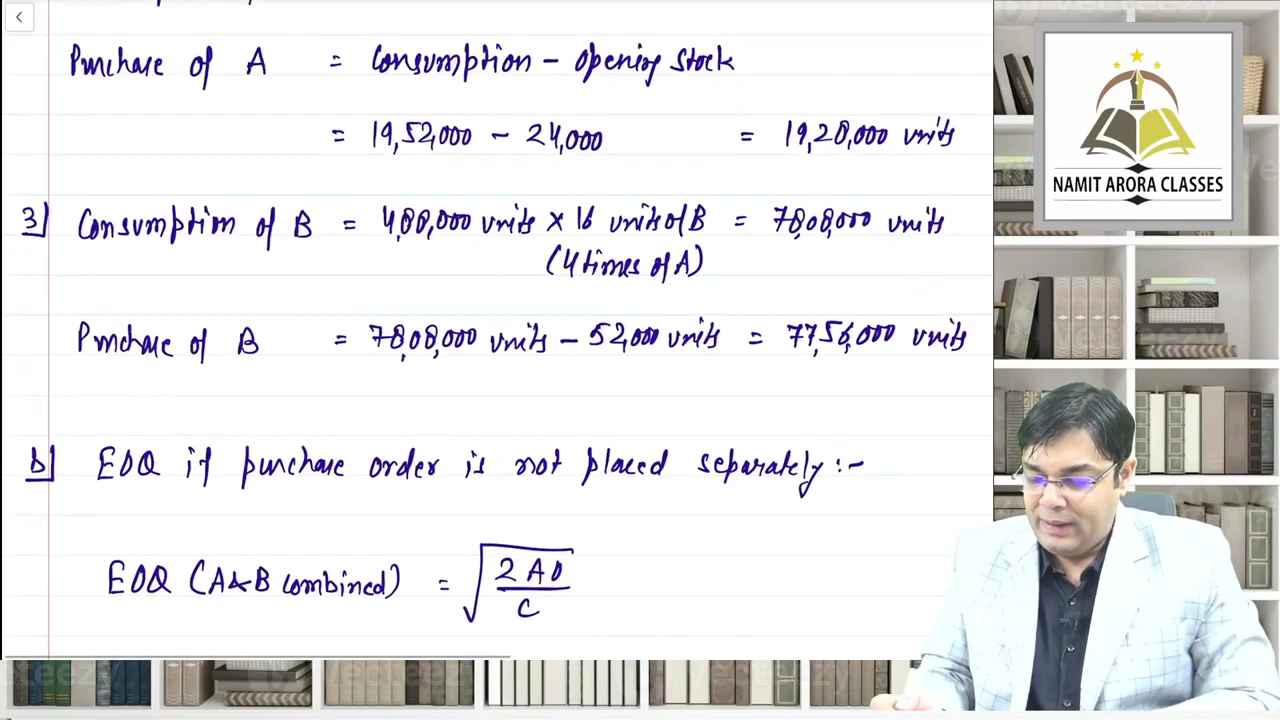 Purchase of A = Consumption - opening stock
= 19,52,000 - 24,000 = 19,28,000 units
3] Consumption of B = 4,88,000 units × 16 units of B = 78,08,000 units
(4 times of A)
Purchase of B = 78,08,000 units - 52,000 units = 77,56,000 units
b] EOQ if purchase order is not placed separately :-
EOQ (A&B combined) = √2AO/C
NAMIT ARORA CLASSES